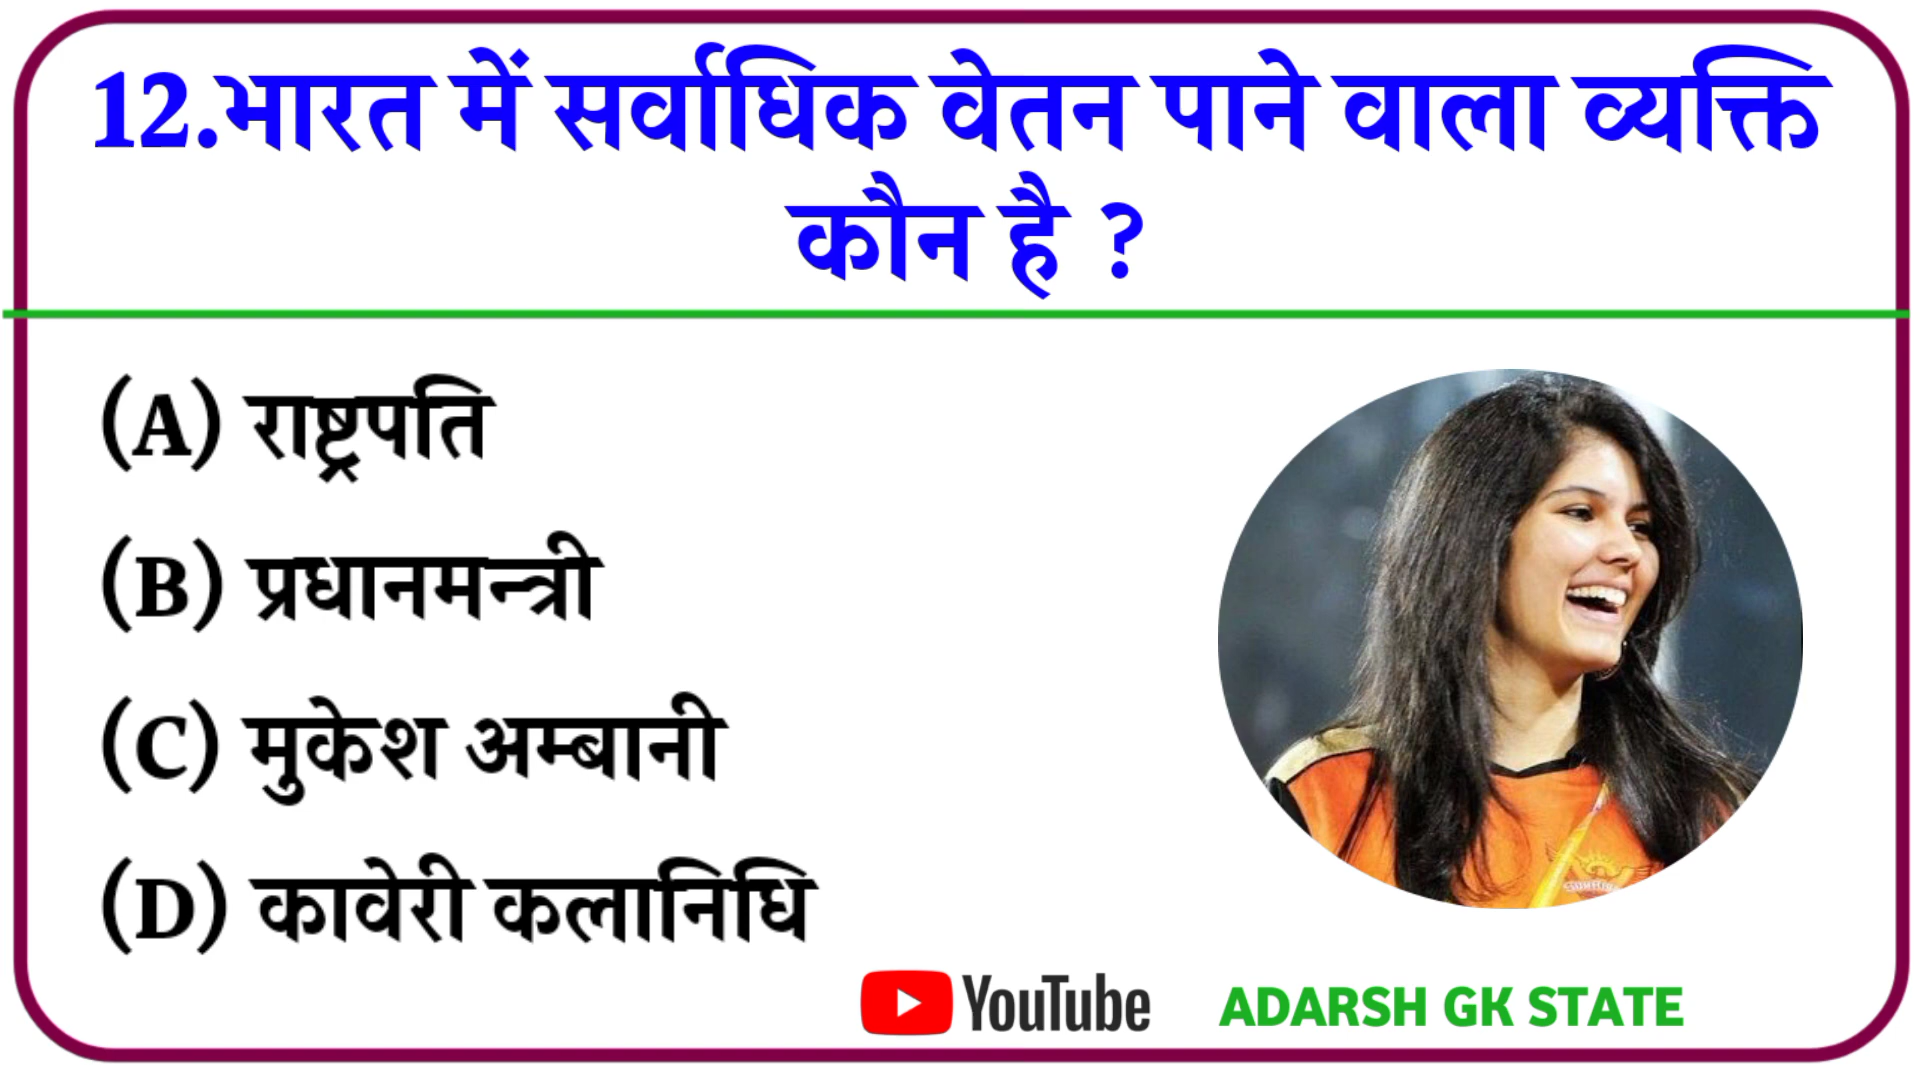 12.भारत में सर्वाधिक वेतन पाने वाला व्यक्ति
कौन है ?
(A) राष्ट्रपति
(B) प्रधानमन्त्री
(C) मुकेश अम्बानी
(D) कावेरी कलानिधि
YouTube ADARSH GK STATE